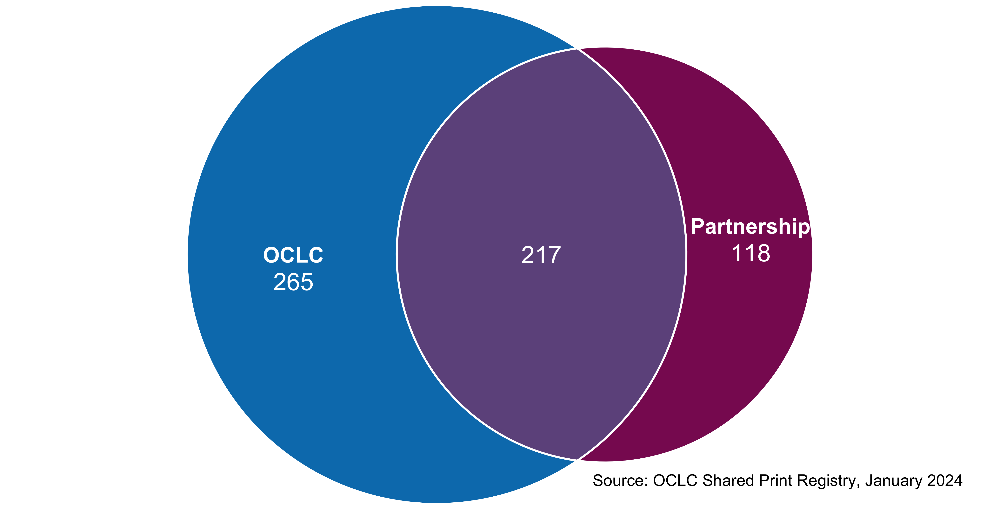 OCLC
265
217
Partnership
118
Source: OCLC Shared Print Registry, January 2024